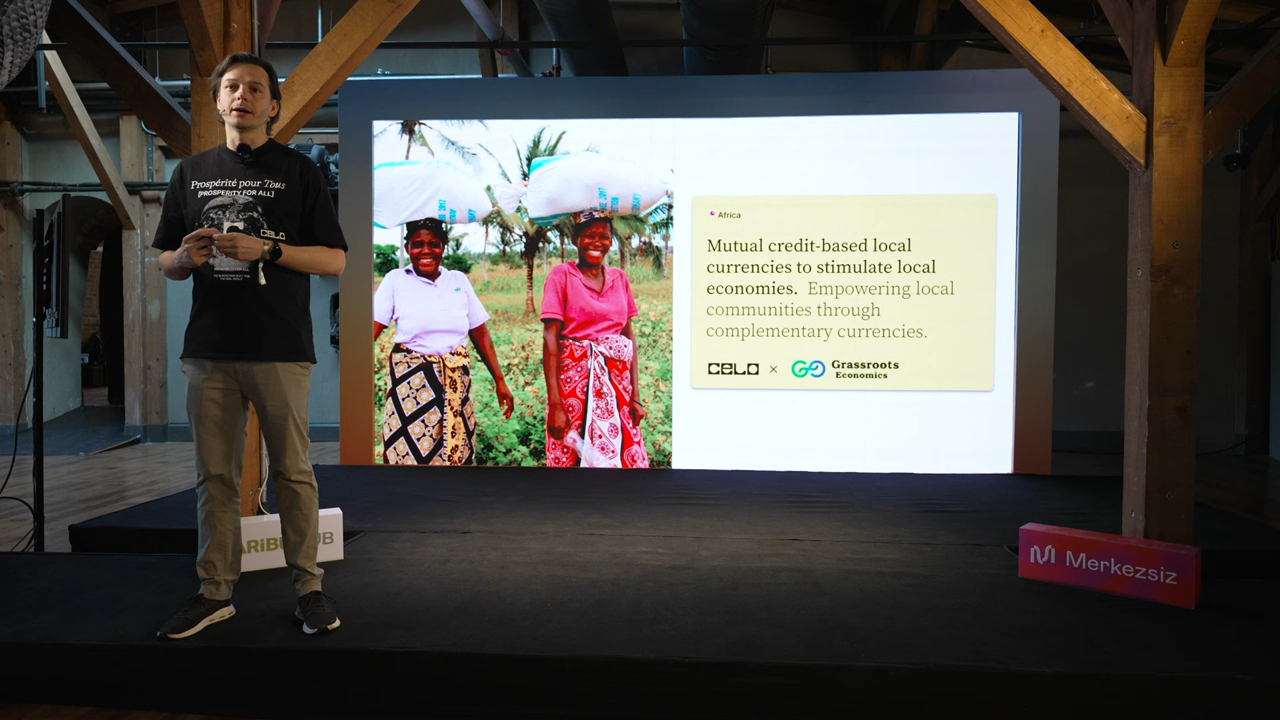 Prospérité pour Tous
[PROSPERITY FOR ALL]
CELO
Africa
Mutual credit-based local
currencies to stimulate local
economies. Empowering local
communities through
complementary currencies.
CELO × Grassroots
Economics
Merkezsiz